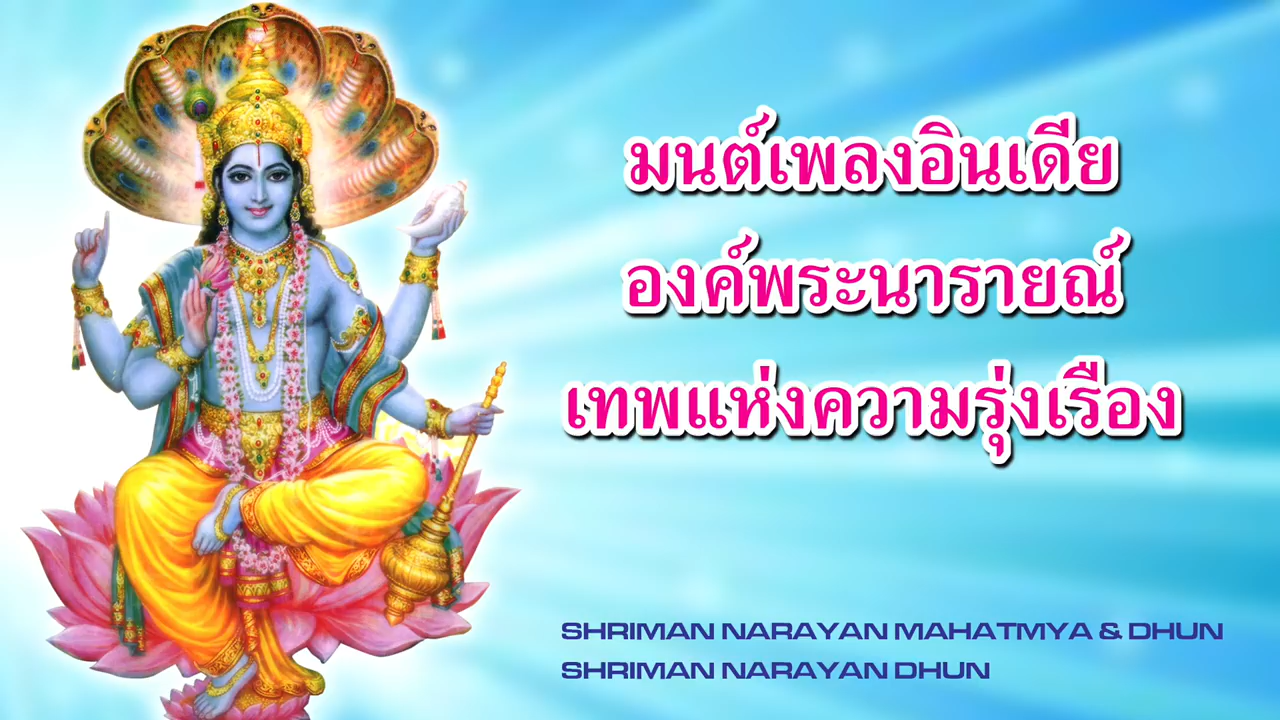 มนต์เพลงอินเดีย
องค์พระนารายณ์
เทพแห่งความรุ่งเรือง
SHRIMAN NARAYAN MAHATMYA & DHUN
SHRIMAN NARAYAN DHUN